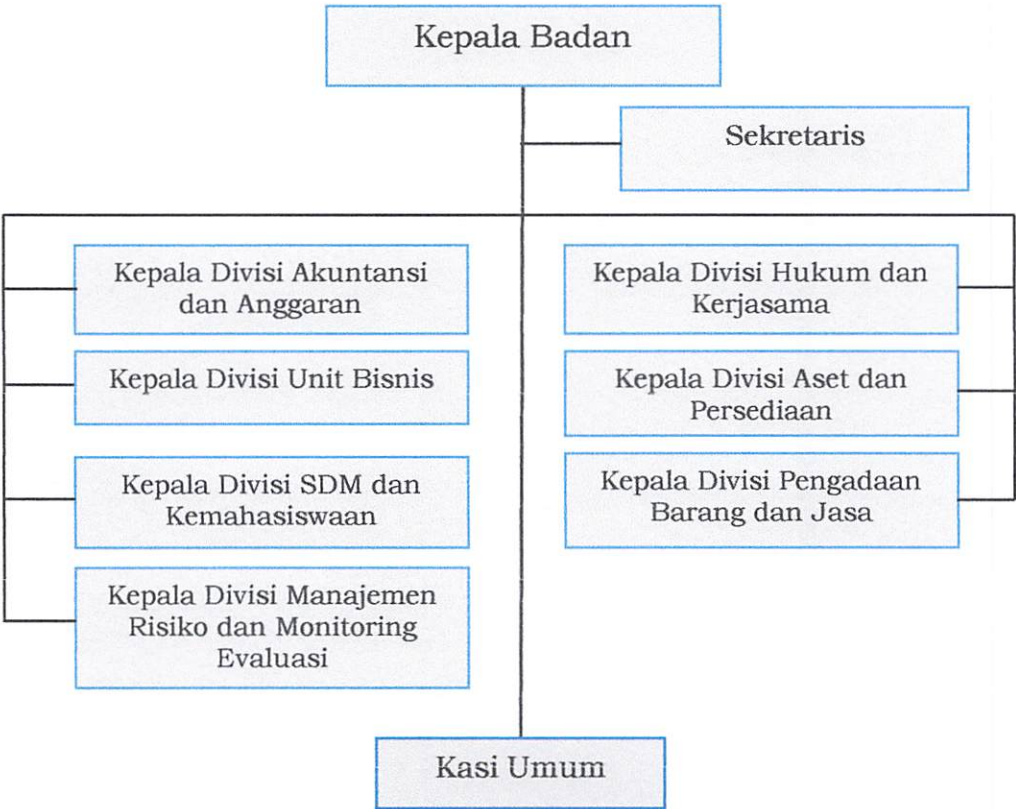 Kepala Badan
Sekretaris
Kepala Divisi Akuntansi
dan Anggaran
Kepala Divisi Unit Bisnis
Kepala Divisi SDM dan
Kemahasiswaan
Kepala Divisi Manajemen
Risiko dan Monitoring
Evaluasi
Kepala Divisi Hukum dan
Kerjasama
Kepala Divisi Aset dan
Persediaan
Kepala Divisi Pengadaan
Barang dan Jasa
Kasi Umum